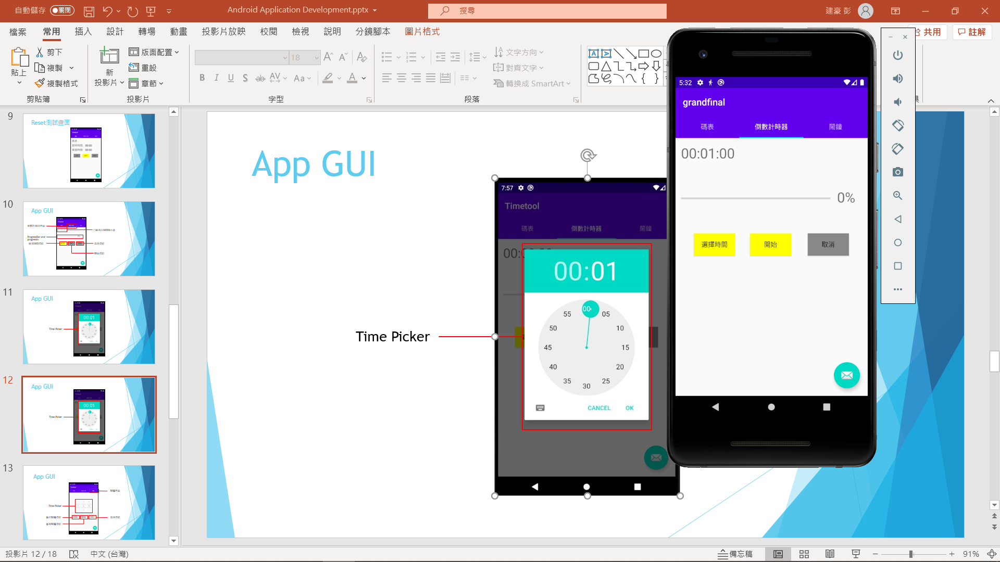 自動儲存 關閉
Android Application Development.pptx
搜尋
建豪 彭
檔案 常用 插入 設計 轉場 動畫 投影片放映 校閱 檢視 說明 分鏡腳本 圖片格式
共用 註解
貼上
剪下
複製
複製格式
剪貼簿
新
投影片
版面配置
重設
章節
投影片
18
B I U S ab AV Aa A
字型
文字方向
對齊文字
轉換成 SmartArt
段落
9
Reset測試畫面
10
App GUI
11
App GUI
Time Picker
12
App GUI
Time Picker
13
App GUI
Time Picker
App GUI
Time Picker
7:57
Timetool
碼表 倒數計時器 鬧鐘
00:01
00 05 10 15 20 25 30 35 40 45 50 55
CANCEL OK
5:32
grandfinal
碼表 倒數計時器 鬧鐘
00:01:00
0%
選擇時間 開始 取消
投影片 12 / 18
中文 (台灣)
備忘稿
91%